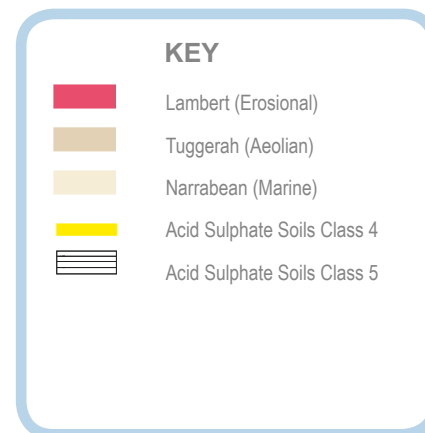 KEY
Lambert (Erosional)
Tuggerah (Aeolian)
Narrabean (Marine)
Acid Sulphate Soils Class 4
Acid Sulphate Soils Class 5